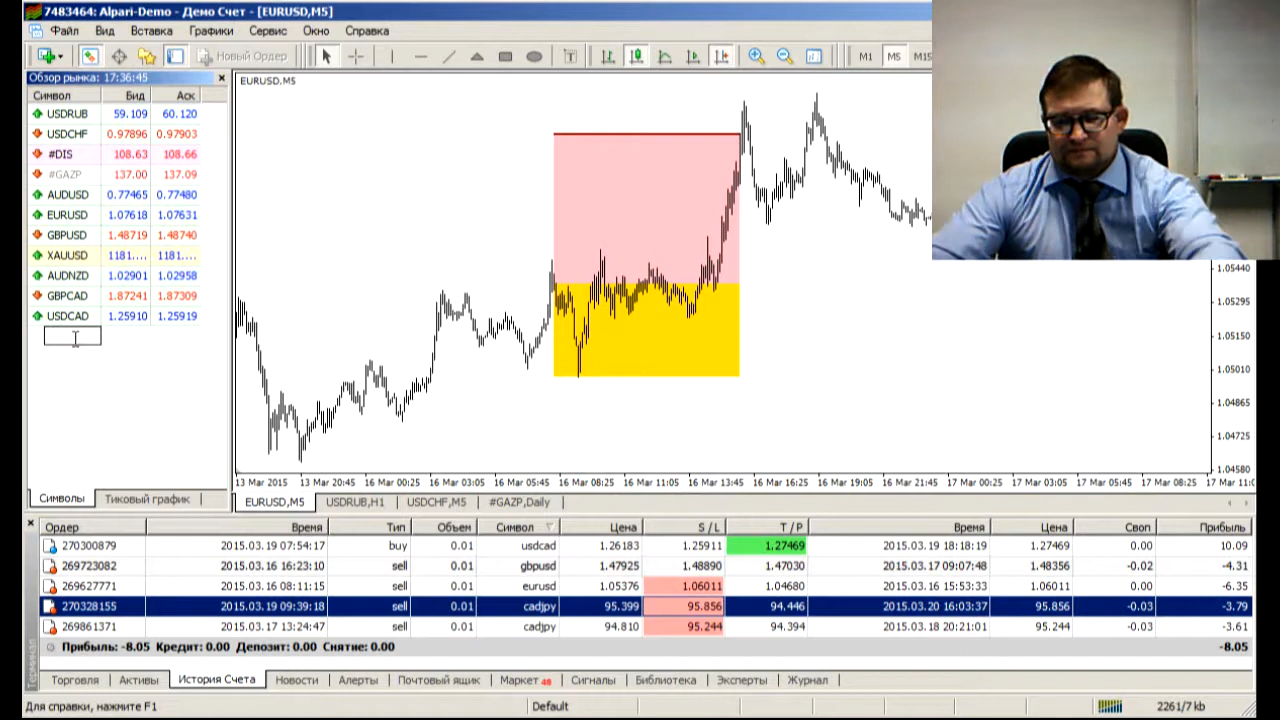 7483464: Alpari-Demo - Демо Счет - [EURUSD,M5]
Файл Вид Вставка Графики Сервис Окно Справка
Новый Ордер M1 M5 M15
Обзор рынка: 17:36:45
Символ Бид Аск
USDRUB 59.109 60.120
USDCHF 0.97896 0.97903
#DIS 108.63 108.66
#GAZP 137.00 137.09
AUDUSD 0.77465 0.77480
EURUSD 1.07618 1.07631
GBPUSD 1.48719 1.48740
XAUUSD 1181.... 1181....
AUDNZD 1.02901 1.02958
GBPCAD 1.87241 1.87309
USDCAD 1.25910 1.25919
Символы Тиковый график
EURUSD,M5
1.05440
1.05295
1.05150
1.05010
1.04865
1.04725
1.04580
13 Mar 2015 13 Mar 20:45 16 Mar 00:25 16 Mar 03:05 16 Mar 05:45 16 Mar 08:25 16 Mar 11:05 16 Mar 13:45 16 Mar 16:25 16 Mar 19:05 16 Mar 21:45 17 Mar 00:25 17 Mar 03:05 17 Mar 05:45 17 Mar 08:25 17 Mar 11:0
EURUSD,M5 USDRUB,H1 USDCHF,M5 #GAZP,Daily
Ордер Время Тип Объем Символ Цена S / L T / P Время Цена Своп Прибыль
270300879 2015.03.19 07:54:17 buy 0.01 usdcad 1.26183 1.25911 1.27469 2015.03.19 18:18:19 1.27469 0.00 10.09
269723082 2015.03.16 16:23:10 sell 0.01 gbpusd 1.47925 1.48890 1.47030 2015.03.17 09:07:48 1.48356 -0.02 -4.31
269627771 2015.03.16 08:11:15 sell 0.01 eurusd 1.05376 1.06011 1.04680 2015.03.16 15:53:33 1.06011 0.00 -6.35
270328155 2015.03.19 09:39:18 sell 0.01 cadjpy 95.399 95.856 94.446 2015.03.20 16:03:37 95.856 -0.03 -3.79
269861371 2015.03.17 13:24:47 sell 0.01 cadjpy 94.810 95.244 94.394 2015.03.18 20:21:01 95.244 -0.03 -3.61
Прибыль: -8.05 Кредит: 0.00 Депозит: 0.00 Снятие: 0.00 -8.05
Терминал
Торговля Активы История Счета Новости Алерты Почтовый ящик Маркет 48 Сигналы Библиотека Эксперты Журнал
Для справки, нажмите F1 Default 2261/7 kb